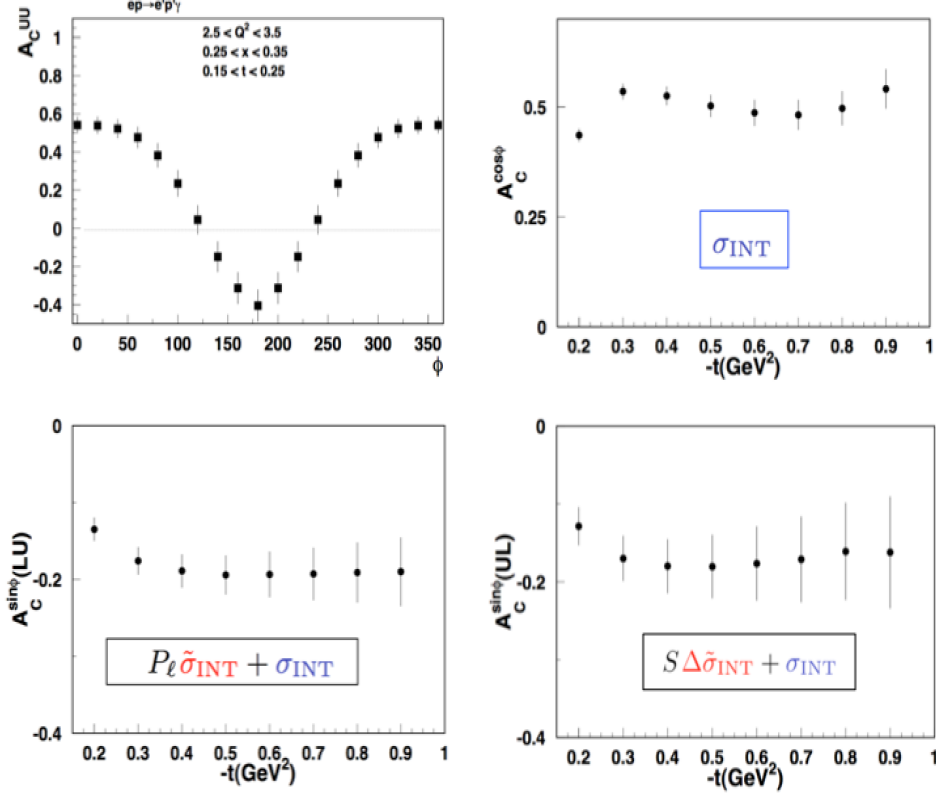 ep→e'p'γ
A_C^UU
2.5 < Q² < 3.5
0.25 < x < 0.35
0.15 < t < 0.25
1
0.8
0.6
0.4
0.2
0
-0.2
-0.4
0 50 100 150 200 250 300 350
ϕ
A_C^cosϕ
0.5
0.25
0
σ_INT
0.2 0.3 0.4 0.5 0.6 0.7 0.8 0.9 1
-t(GeV²)
A_C^sinϕ(LU)
0
-0.2
-0.4
P_ℓ σ̃_INT + σ_INT
0.2 0.3 0.4 0.5 0.6 0.7 0.8 0.9 1
-t(GeV²)
A_C^sinϕ(UL)
0
-0.2
-0.4
S Δσ̃_INT + σ_INT
0.2 0.3 0.4 0.5 0.6 0.7 0.8 0.9 1
-t(GeV²)